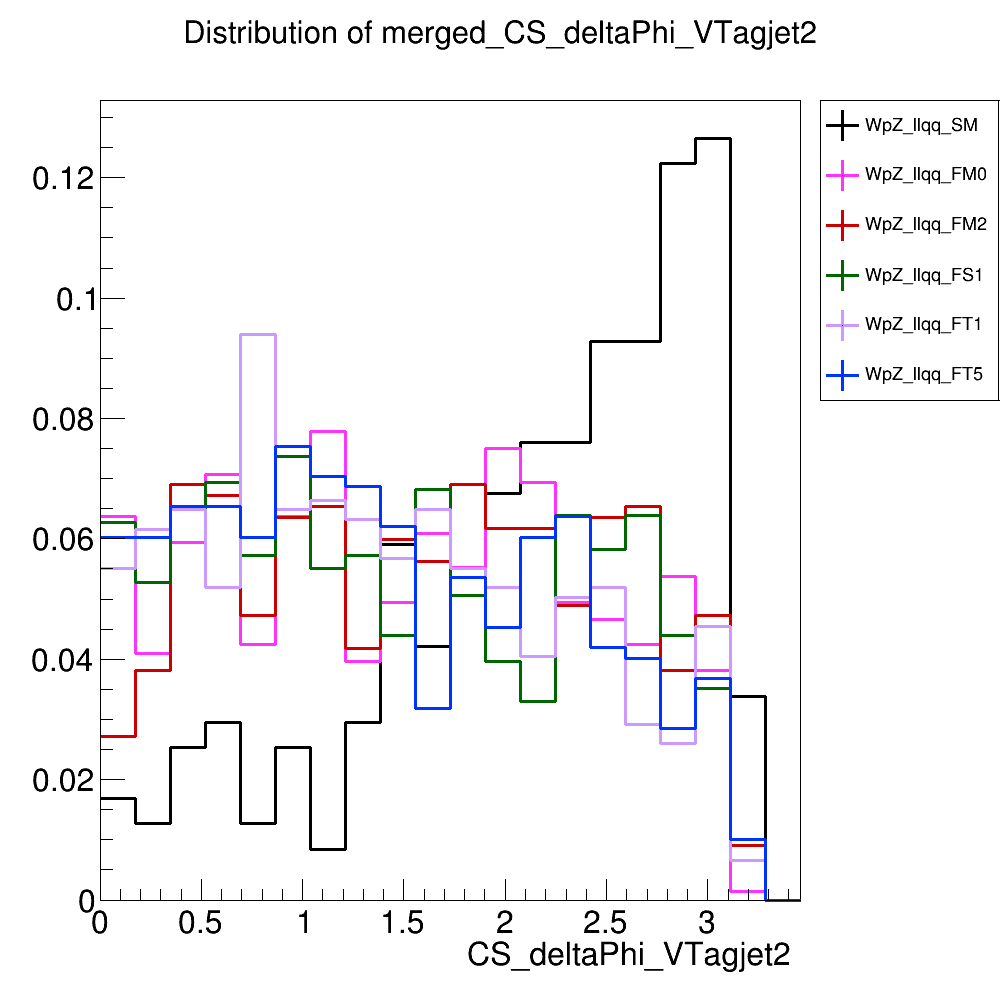 Distribution of merged_CS_deltaPhi_VTagjet2
WpZ_llqq_SM
WpZ_llqq_FM0
WpZ_llqq_FM2
WpZ_llqq_FS1
WpZ_llqq_FT1
WpZ_llqq_FT5
0.12
0.1
0.08
0.06
0.04
0.02
0
0 0.5 1 1.5 2 2.5 3
CS_deltaPhi_VTagjet2